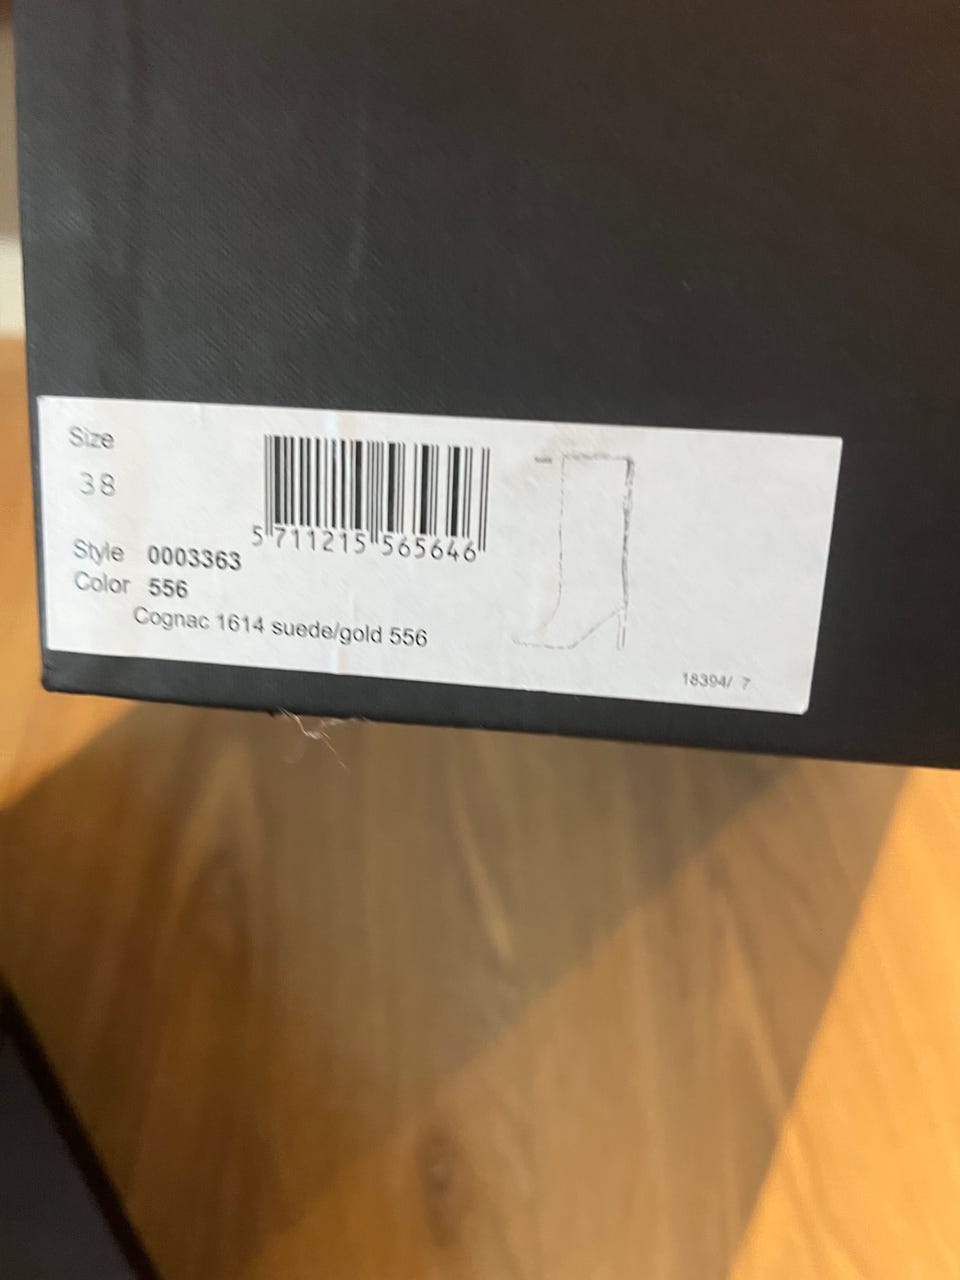 Size
38
5 711215 565646
Style 0003363
Color 556
Cognac 1614 suede/gold 556
18394/ 7